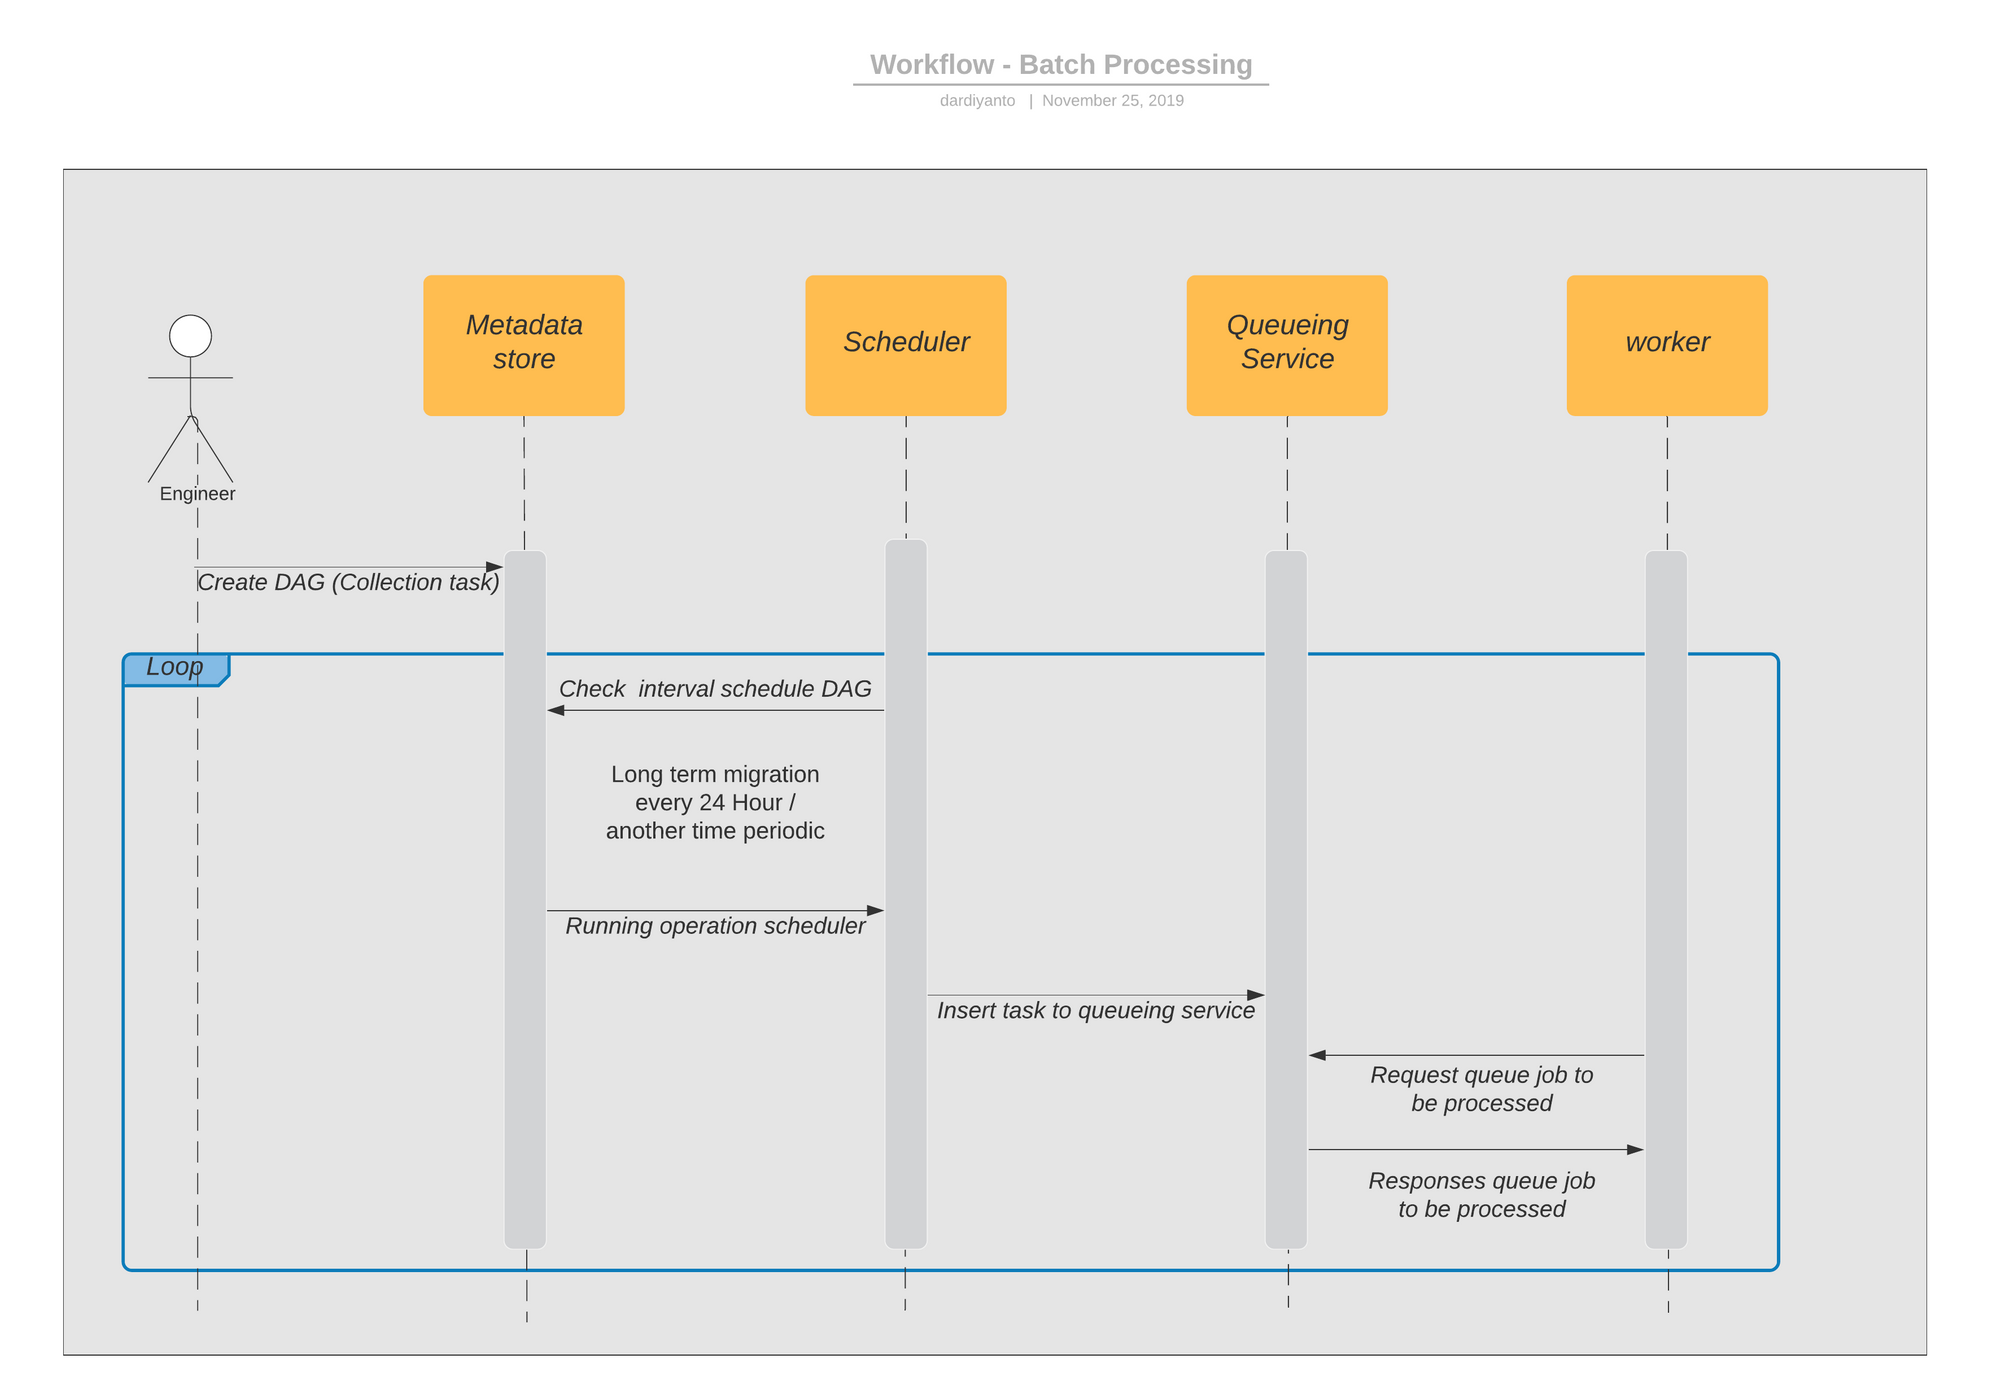 Workflow - Batch Processing
dardiyanto | November 25, 2019
Metadata
store
Scheduler
Queueing
Service
worker
Engineer
Create DAG (Collection task)
Loop
Check interval schedule DAG
Long term migration
every 24 Hour /
another time periodic
Running operation scheduler
Insert task to queueing service
Request queue job to
be processed
Responses queue job
to be processed